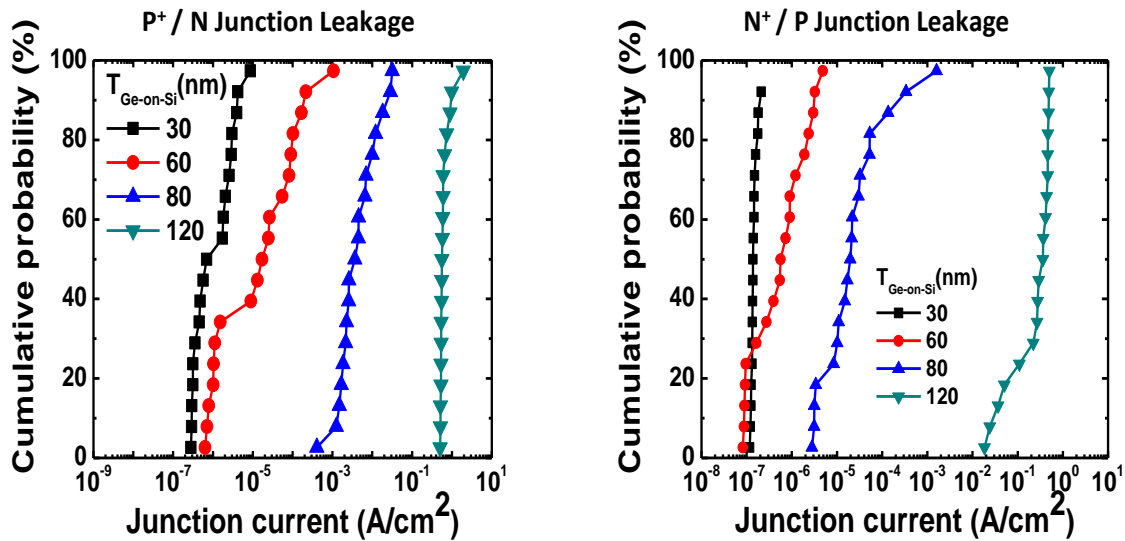 P⁺ / N Junction Leakage
Cumulative probability (%)
100
80
60
40
20
0
T_Ge-on-Si(nm)
30
60
80
120
10⁻⁹ 10⁻⁷ 10⁻⁵ 10⁻³ 10⁻¹ 10¹
Junction current (A/cm²)
N⁺ / P Junction Leakage
Cumulative probability (%)
100
80
60
40
20
0
T_Ge-on-Si(nm)
30
60
80
120
10⁻⁸ 10⁻⁷ 10⁻⁶ 10⁻⁵ 10⁻⁴ 10⁻³ 10⁻² 10⁻¹ 10⁰ 10¹
Junction current (A/cm²)